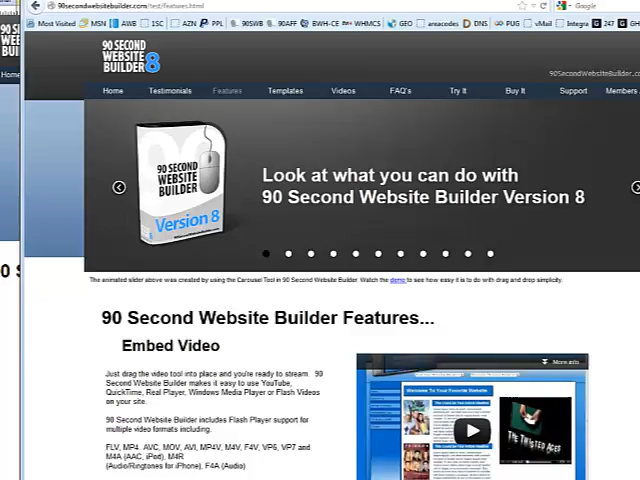 90secondwebsitebuilder.com/test/features.html
Google
Most Visited MSN AWB 1SC AZN PPL 90SWB 90AFF BWH-CE WHMCS GEO areacodes DNS PUG vMail Integra 247 GH
90 SECOND
WEBSITE
BUILDER 8
90SecondWebsiteBuilder.co
Home Testimonials Features Templates Videos FAQ's Try It Buy It Support Members
90 SECOND
WEBSITE
BUILDER
Version 8
Look at what you can do with
90 Second Website Builder Version 8
The animated slider above was created by using the Carousel Tool in 90 Second Website Builder. Watch the demo to see how easy it is to do with drag and drop simplicity.
90 Second Website Builder Features...
Embed Video
Just drag the video tool into place and you're ready to stream. 90
Second Website Builder makes it easy to use YouTube,
QuickTime, Real Player, Windows Media Player or Flash Videos
on your site.
90 Second Website Builder includes Flash Player support for
multiple video formats including:
FLV, MP4, AVC, MOV, AVI, MP4V, M4V, F4V, VP6, VP7 and
M4A (AAC, iPod), M4R
(Audio/Ringtones for iPhone), F4A (Audio)
More info
Welcome To Your Favorite Website
THE TWISTED ACES
Home
90 S